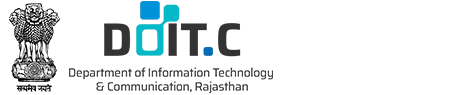 सत्यमेव जयते
DOIT.C
Department of Information Technology
& Communication, Rajasthan